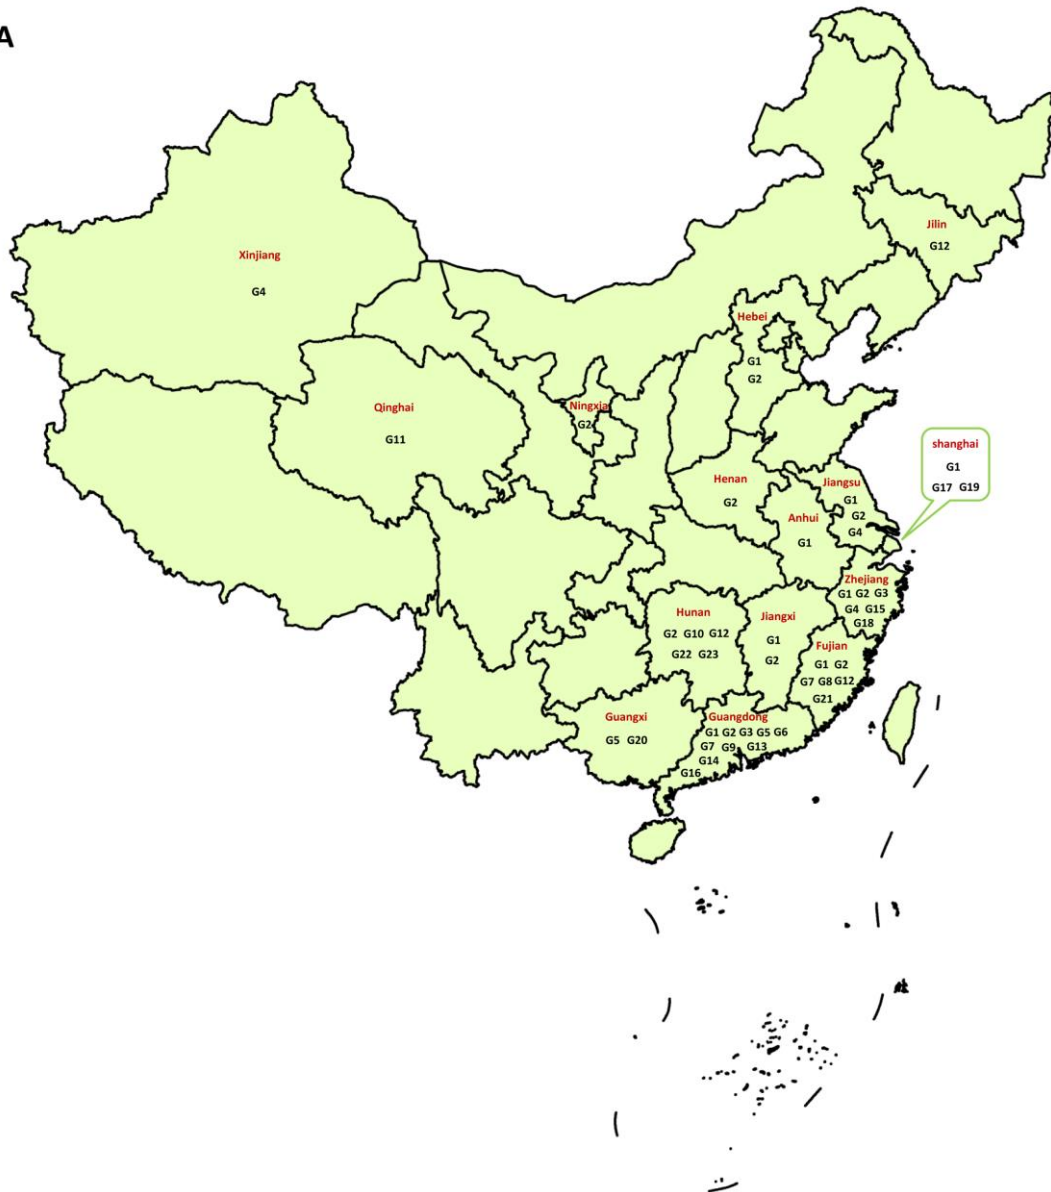 A
Jilin
G12
Xinjiang
G4
Hebei
G1
G2
Qinghai
G11
Ningxia
G2
shanghai
G1
G17 G19
Henan
G2
Jiangsu
G1
G2
G4
Anhui
G1
Zhejiang
G1 G2 G3
G4 G15
G18
Hunan
G2 G10 G12
G22 G23
Jiangxi
G1
G2
Fujian
G1 G2
G7 G8 G12
G21
Guangxi
G5 G20
Guangdong
G1 G2 G3 G5 G6
G7 G9 G13
G14
G16